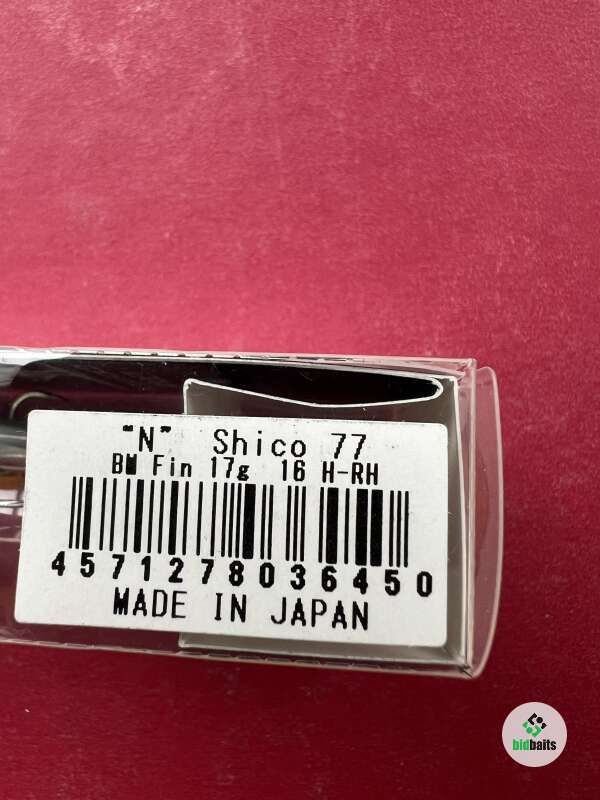 "N" Shico 77
BM Fin 17g 16 H-RH
4571278036450
MADE IN JAPAN
bidbaits